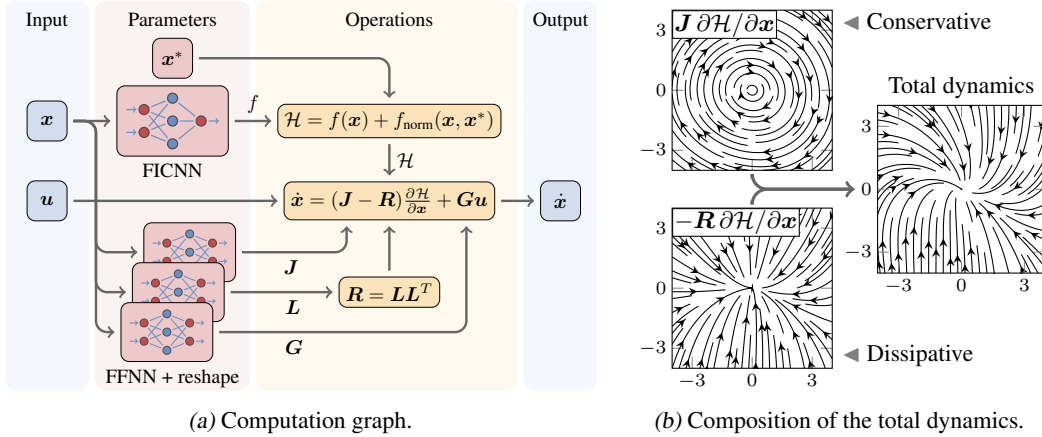 Input
Parameters
Operations
Output
x*
x
FICNN
f
ℋ = f(x) + f_norm(x, x*)
ℋ
u
ẋ = (J − R) ∂ℋ/∂x + Gu
ẋ
J
L
R = LL^T
G
FFNN + reshape
(a) Computation graph.
J ∂ℋ/∂x
Conservative
3
0
−3
Total dynamics
3
0
−3
−3 0 3
−R ∂ℋ/∂x
3
0
−3
−3 0 3
Dissipative
(b) Composition of the total dynamics.